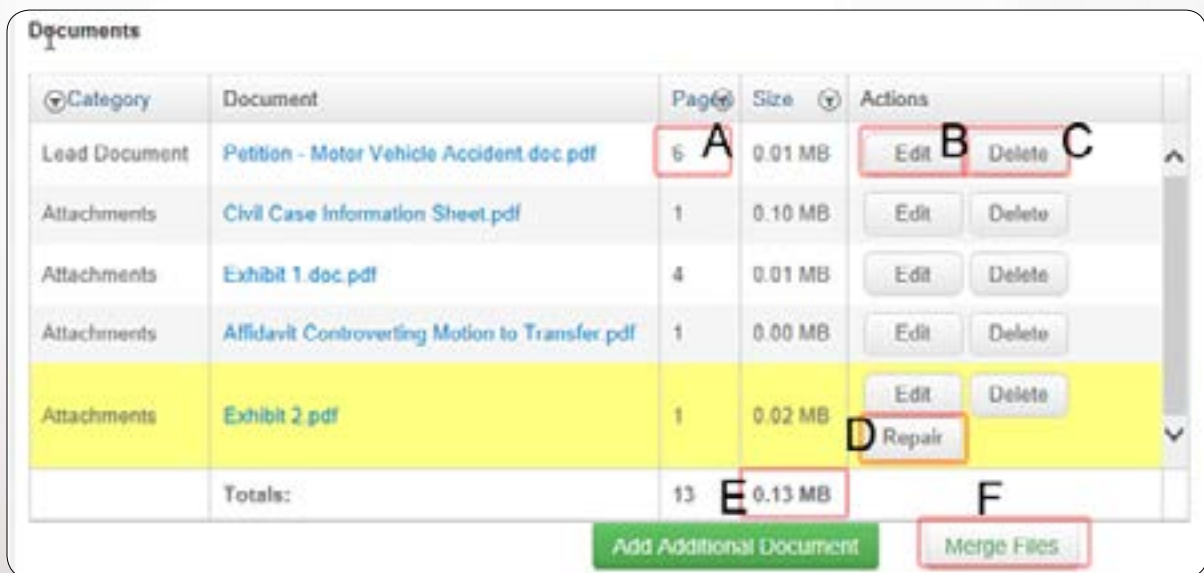 Documents
Category Document Pages Size Actions
Lead Document Petition - Motor Vehicle Accident.doc.pdf 6 A 0.01 MB Edit B Delete C
Attachments Civil Case Information Sheet.pdf 1 0.10 MB Edit Delete
Attachments Exhibit 1.doc.pdf 4 0.01 MB Edit Delete
Attachments Affidavit Controverting Motion to Transfer.pdf 1 0.00 MB Edit Delete
Attachments Exhibit 2.pdf 1 0.02 MB Edit Delete
D Repair
Totals: 13 E 0.13 MB F
Add Additional Document Merge Files